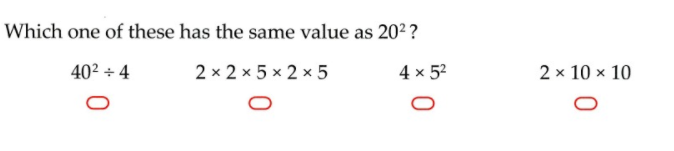 Which one of these has the same value as 20²?
40² ÷ 4 2 × 2 × 5 × 2 × 5 4 × 5² 2 × 10 × 10